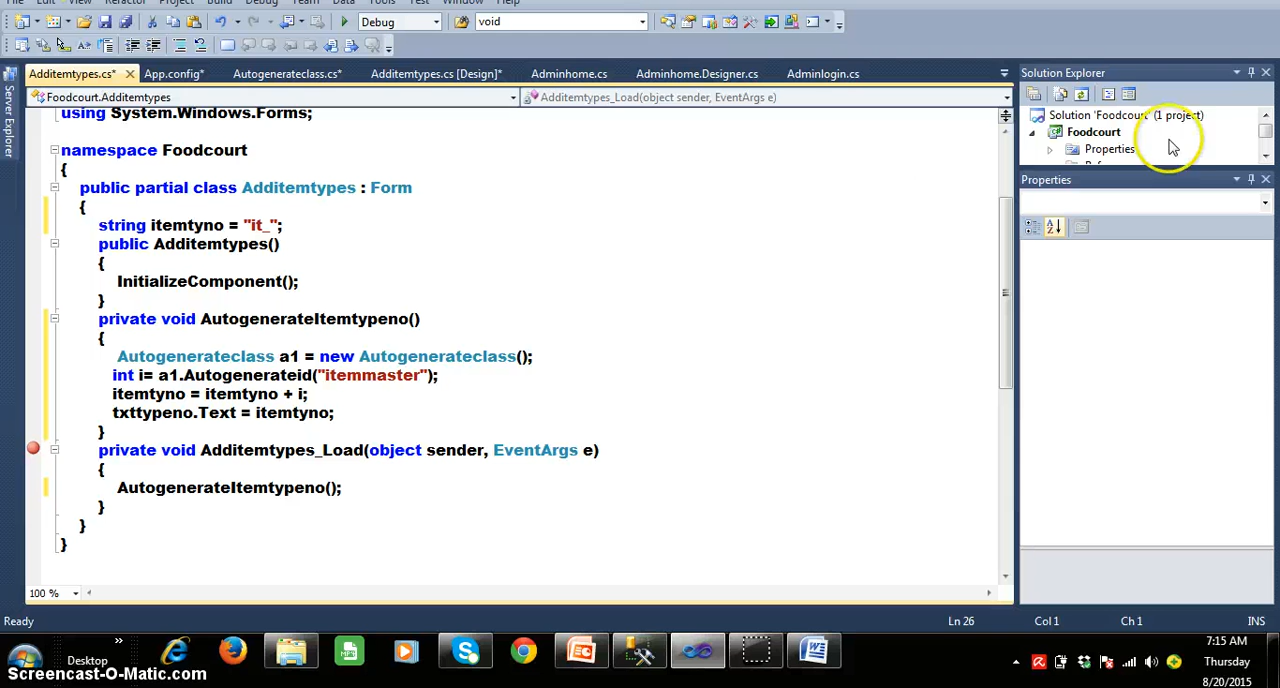 File Edit View Refactor Project Build Debug Team Data Tools Test Window Help
Debug void
Additemtypes.cs* App.config* Autogenerateclass.cs* Additemtypes.cs [Design]* Adminhome.cs Adminhome.Designer.cs Adminlogin.cs
Foodcourt.Additemtypes Additemtypes_Load(object sender, EventArgs e)
Server Explorer
using System.Windows.Forms;
namespace Foodcourt
{
public partial class Additemtypes : Form
{
string itemtyno = "it_";
public Additemtypes()
{
InitializeComponent();
}
private void AutogenerateItemtypeno()
{
Autogenerateclass a1 = new Autogenerateclass();
int i= a1.Autogenerateid("itemmaster");
itemtyno = itemtyno + i;
txttypeno.Text = itemtyno;
}
private void Additemtypes_Load(object sender, EventArgs e)
{
AutogenerateItemtypeno();
}
}
}
100 %
Solution Explorer
Solution 'Foodcourt' (1 project)
Foodcourt
Properties
Properties
Ready Ln 26 Col 1 Ch 1 INS
Desktop
7:15 AM
Thursday
8/20/2015
Screencast-O-Matic.com